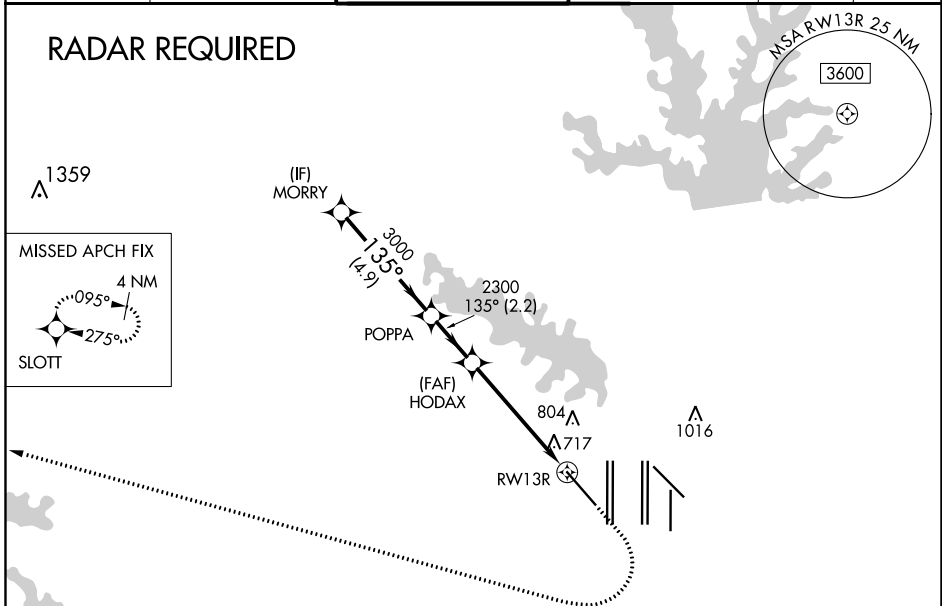 RADAR REQUIRED
MSA RW13R 25 NM
3600
1359
(IF)
MORRY
3000
135°
(4.9)
MISSED APCH FIX
4 NM
095°
275°
SLOTT
2300
135° (2.2)
POPPA
(FAF)
HODAX
804
717
1016
RW13R